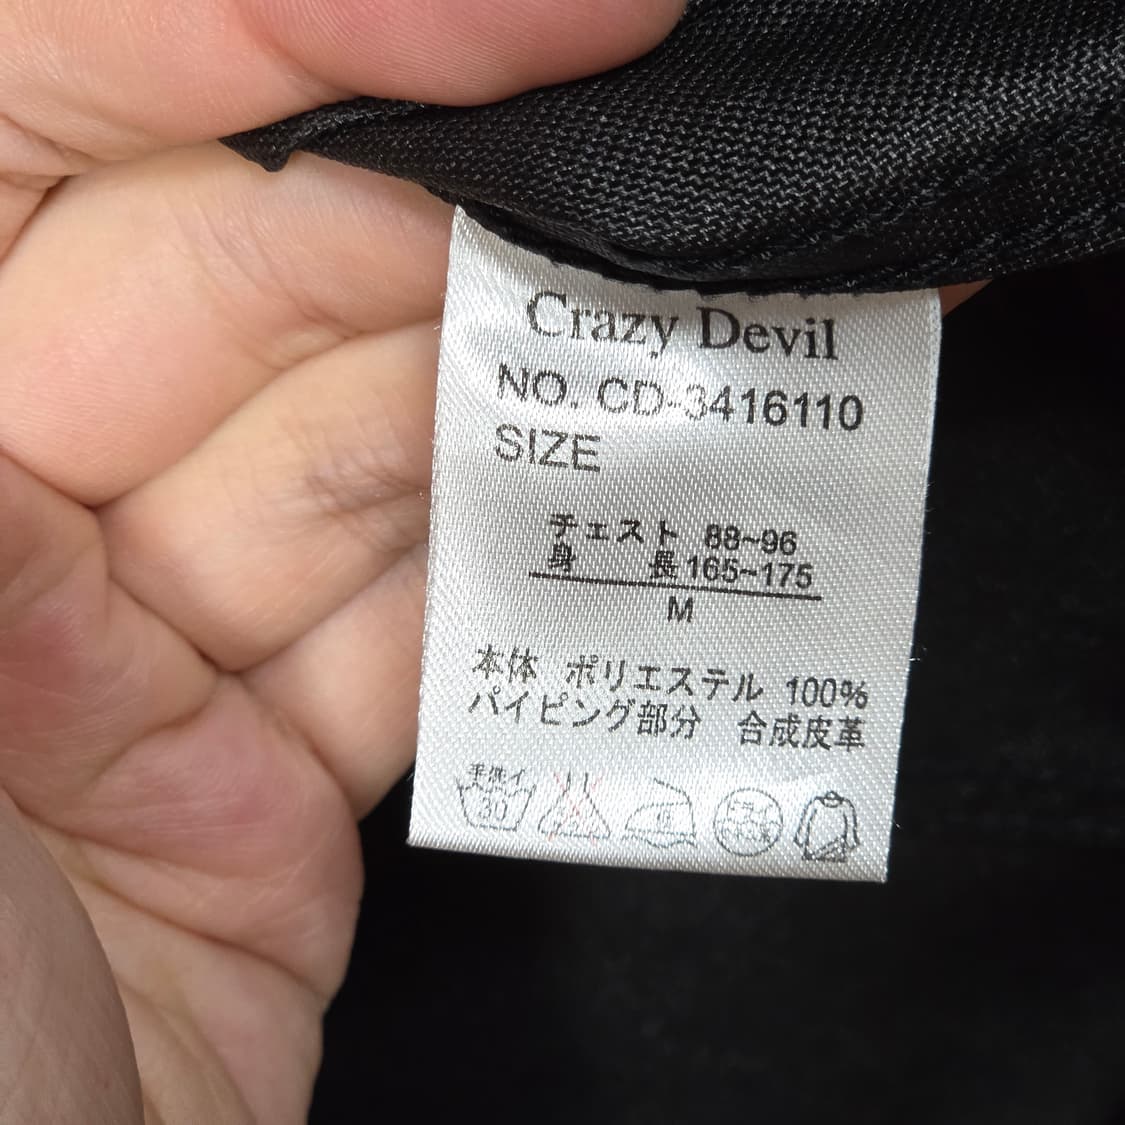 Crazy Devil
NO. CD-3416110
SIZE
チェスト 88~96
身 長 165~175
M
本体 ポリエステル 100%
パイピング部分 合成皮革
手洗イ
30